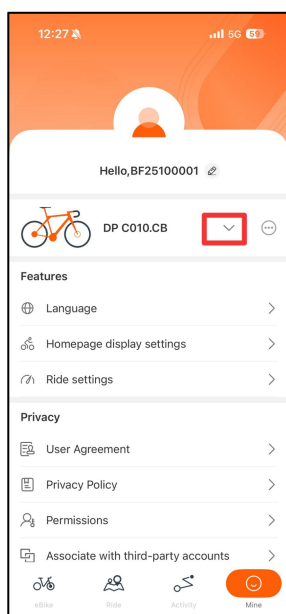 12:27 5G 59
Hello,BF25100001
DP C010.CB
Features
Language
Homepage display settings
Ride settings
Privacy
User Agreement
Privacy Policy
Permissions
Associate with third-party accounts
eBike Ride Activity Mine